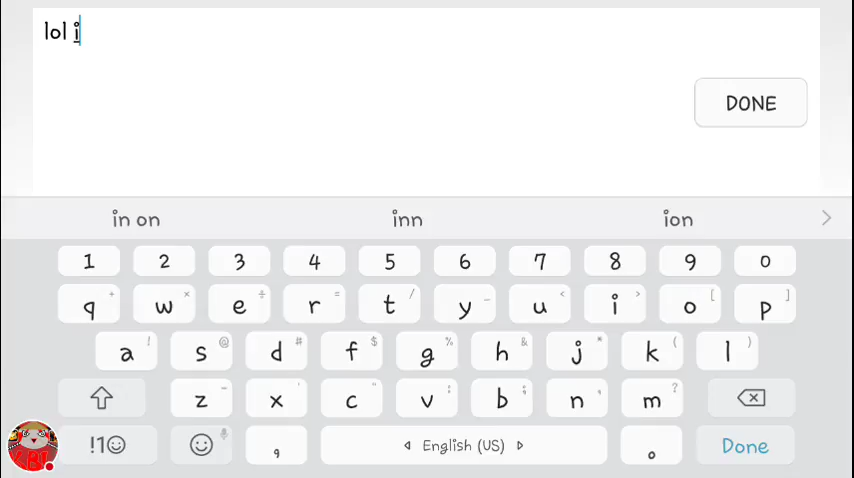 lol i
DONE
in on inn ion
1 2 3 4 5 6 7 8 9 0
q + w × e ÷ r = t / y _ u < i > o [ p ]
a ! s @ d # f $ g % h & j * k ( l )
z - x ' c " v : b ; n , m ?
!1☺ , English (US) . Done